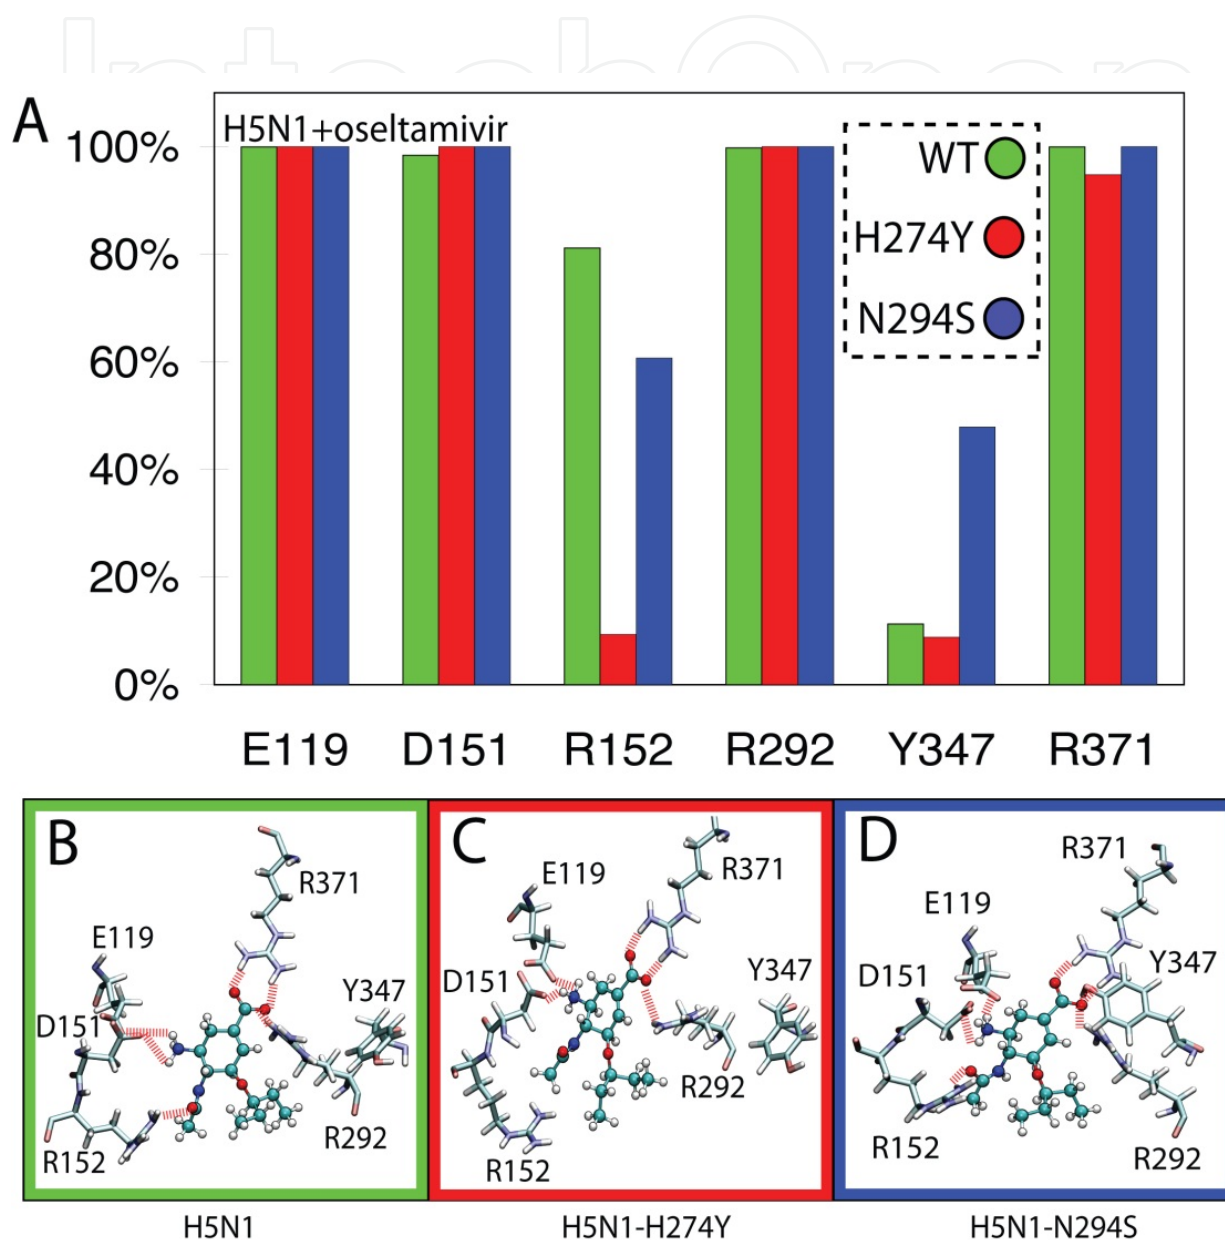 IntechOpen
A
H5N1+oseltamivir
100%
80%
60%
40%
20%
0%
WT
H274Y
N294S
E119 D151 R152 R292 Y347 R371
B
R371
E119
Y347
D151
R292
R152
H5N1
C
E119
R371
D151
Y347
R292
R152
H5N1-H274Y
D
R371
E119
Y347
D151
R152
R292
H5N1-N294S